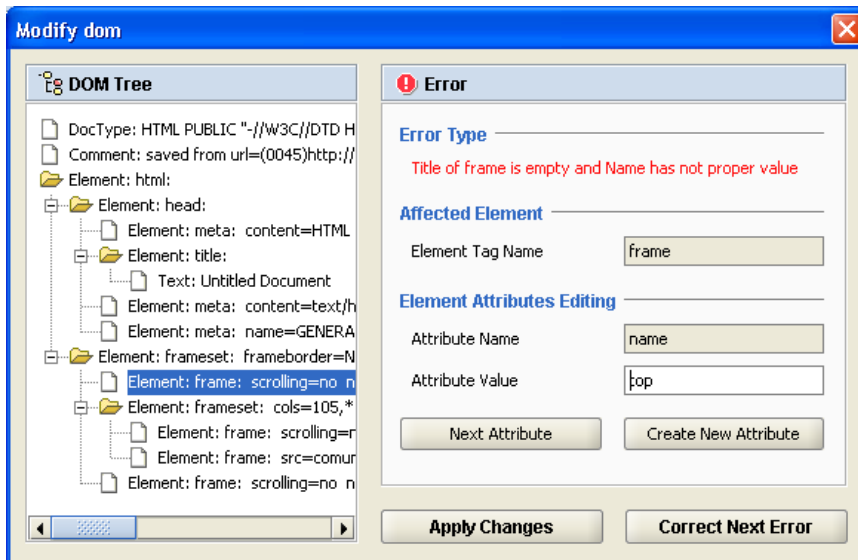 Modify dom
DOM Tree
DocType: HTML PUBLIC "-//W3C//DTD H
Comment: saved from url=(0045)http://
Element: html:
Element: head:
Element: meta: content=HTML
Element: title:
Text: Untitled Document
Element: meta: content=text/h
Element: meta: name=GENERA
Element: frameset: frameborder=N
Element: frame: scrolling=no n
Element: frameset: cols=105,*
Element: frame: scrolling=n
Element: frame: src=comur
Element: frame: scrolling=no n
Error
Error Type
Title of frame is empty and Name has not proper value
Affected Element
Element Tag Name
frame
Element Attributes Editing
Attribute Name
name
Attribute Value
top
Next Attribute
Create New Attribute
Apply Changes
Correct Next Error